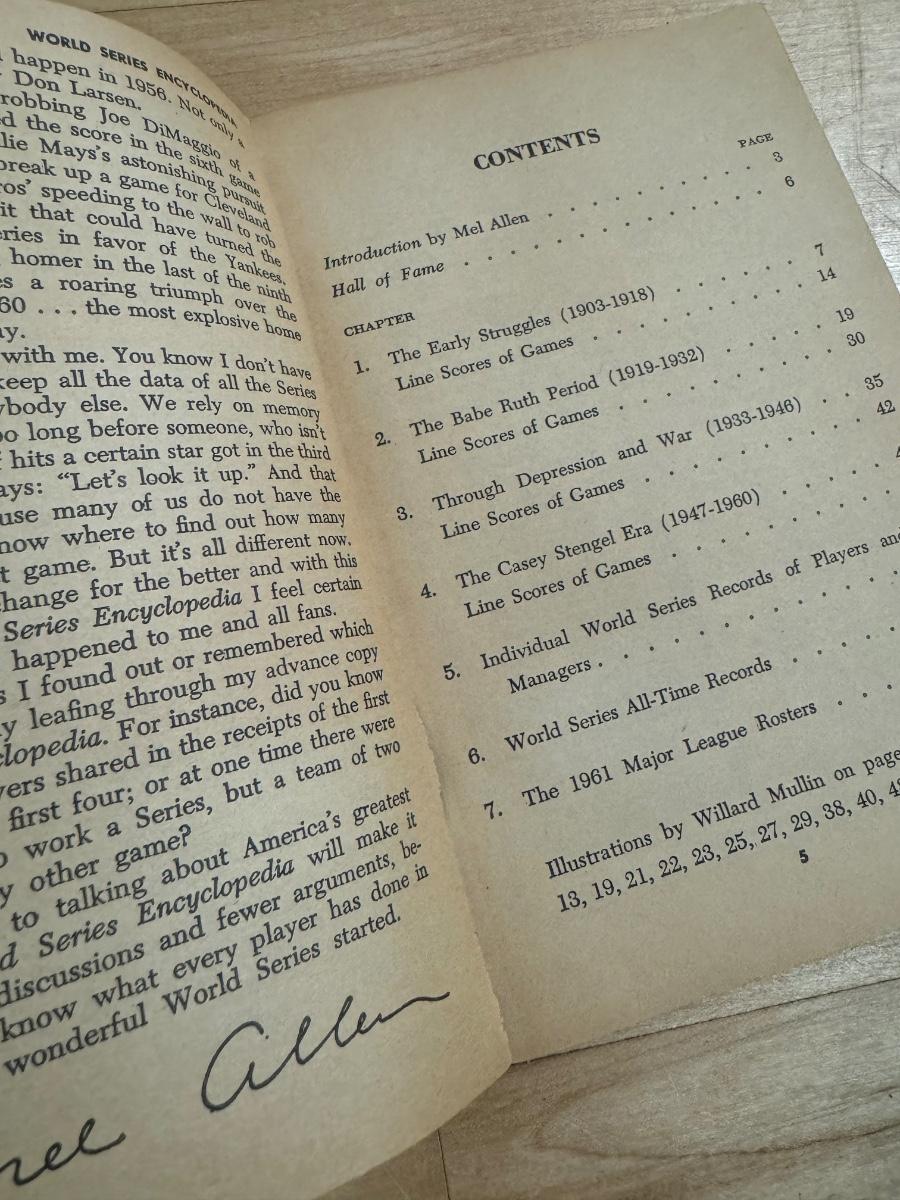 WORLD SERIES ENCYCLOPEDIA
happen in 1956. Not only a
Don Larsen.
robbing Joe DiMaggio of a
the score in the sixth game
Mays's astonishing pursuit
break up a game for Cleveland
speeding to the wall to rob
it that could have turned the
in favor of the Yankees.
homer in the last of the ninth
a roaring triumph over the
60 . . . the most explosive home
with me. You know I don't have
keep all the data of all the Series
else. We rely on memory
long before someone, who isn't
hits a certain star got in the third
"Let's look it up." And that
many of us do not have the
now where to find out how many
game. But it's all different now.
change for the better and with this
Series Encyclopedia I feel certain
happened to me and all fans.
I found out or remembered which
leafing through my advance copy
clopedia. For instance, did you know
shared in the receipts of the first
first four; or at one time there were
work a Series, but a team of two
other game?
to talking about America's greatest
Series Encyclopedia will make it
discussions and fewer arguments, be-
know what every player has done in
wonderful World Series started.
Mel Allen
CONTENTS
PAGE
Introduction by Mel Allen . . . . . . . . . . 3
Hall of Fame . . . . . . . . . . . . . 6
CHAPTER
1. The Early Struggles (1903-1918) . . . . . . 7
Line Scores of Games . . . . . . . . . . 14
2. The Babe Ruth Period (1919-1932) . . . . . 19
Line Scores of Games . . . . . . . . . . 30
3. Through Depression and War (1933-1946) . . 35
Line Scores of Games . . . . . . . . . . 42
4. The Casey Stengel Era (1947-1960) . . . . . 4
Line Scores of Games . . . . . . . . . .
5. Individual World Series Records of Players and
Managers . . . . . . . . . . . .
6. World Series All-Time Records . . . . .
7. The 1961 Major League Rosters . . .
Illustrations by Willard Mullin on page
13, 19, 21, 22, 23, 25, 27, 29, 38, 40,
5